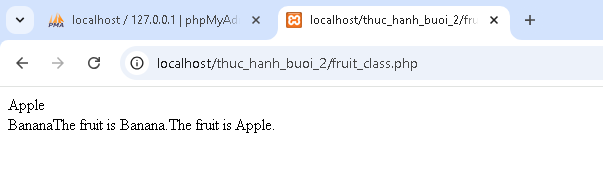 localhost / 127.0.0.1 | phpMyAd
localhost/thuc_hanh_buoi_2/fru
localhost/thuc_hanh_buoi_2/fruit_class.php
Apple
BananaThe fruit is Banana.The fruit is Apple.